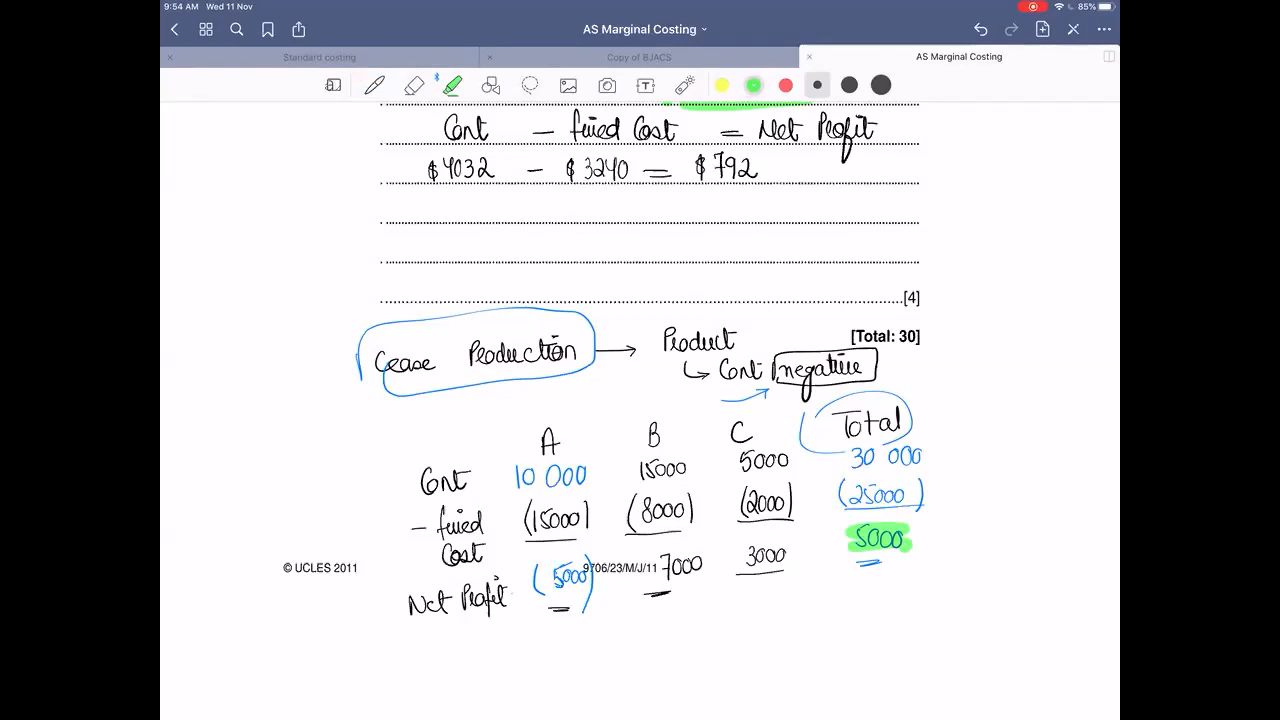 9:54 AM Wed 11 Nov
85%
AS Marginal Costing
Standard costing
Copy of BJACS
AS Marginal Costing
Cont - fixed Cost = Net Profit
$4032 - $3240 = $792
[4]
[Total: 30]
Cease Production → Product
↳ Cont negative
A B C Total
Cont 10 000 15000 5000 30 000
- fixed Cost (15000) (8000) (2000) (25000)
Net Profit (5000) 7000 3000 5000
© UCLES 2011
9706/23/M/J/11